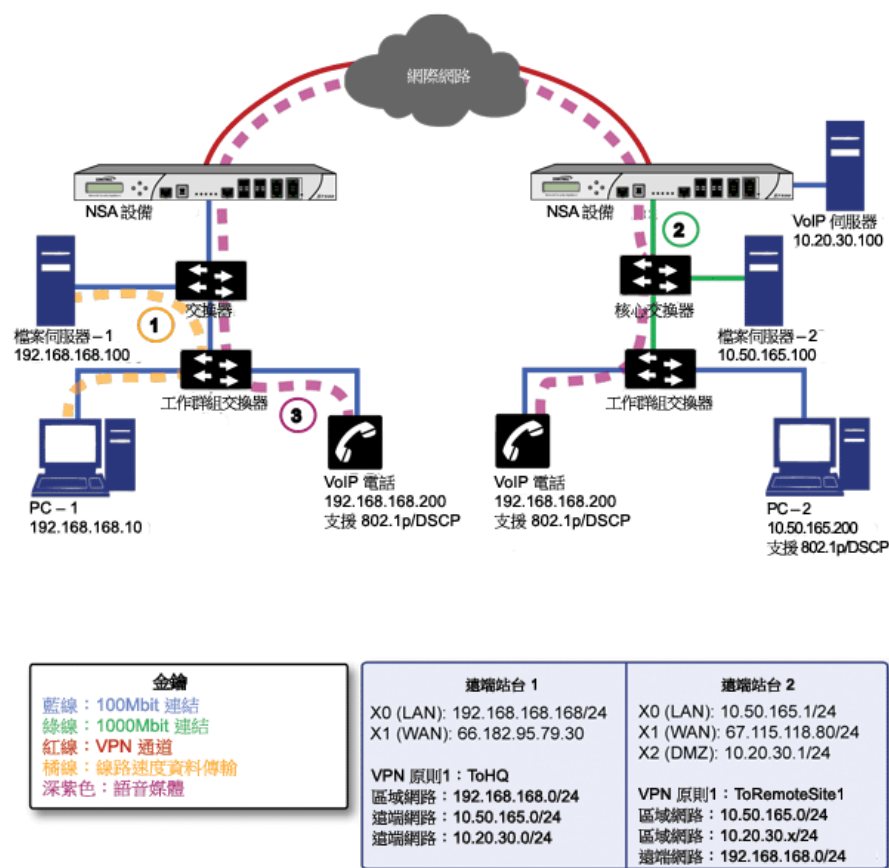 網際網路
NSA 設備
NSA 設備
VoIP 伺服器
10.20.30.100
2
交換器
核心交換器
檔案伺服器–1
192.168.168.100
1
檔案伺服器–2
10.50.165.100
工作群組交換器
工作群組交換器
3
PC – 1
192.168.168.10
VoIP 電話
192.168.168.200
支援 802.1p/DSCP
VoIP 電話
192.168.168.200
支援 802.1p/DSCP
PC–2
10.50.165.200
支援 802.1p/DSCP
金鑰
藍線：100Mbit 連結
綠線：1000Mbit 連結
紅線：VPN 通道
橘線：線路速度資料傳輸
深紫色：語音媒體
遠端站台 1
X0 (LAN): 192.168.168.168/24
X1 (WAN): 66.182.95.79.30
VPN 原則1：ToHQ
區域網路：192.168.168.0/24
遠端網路：10.50.165.0/24
遠端網路：10.20.30.0/24
遠端站台 2
X0 (LAN): 10.50.165.1/24
X1 (WAN): 67.115.118.80/24
X2 (DMZ): 10.20.30.1/24
VPN 原則1：ToRemoteSite1
區域網路：10.50.165.0/24
區域網路：10.20.30.x/24
遠端網路：192.168.168.0/24